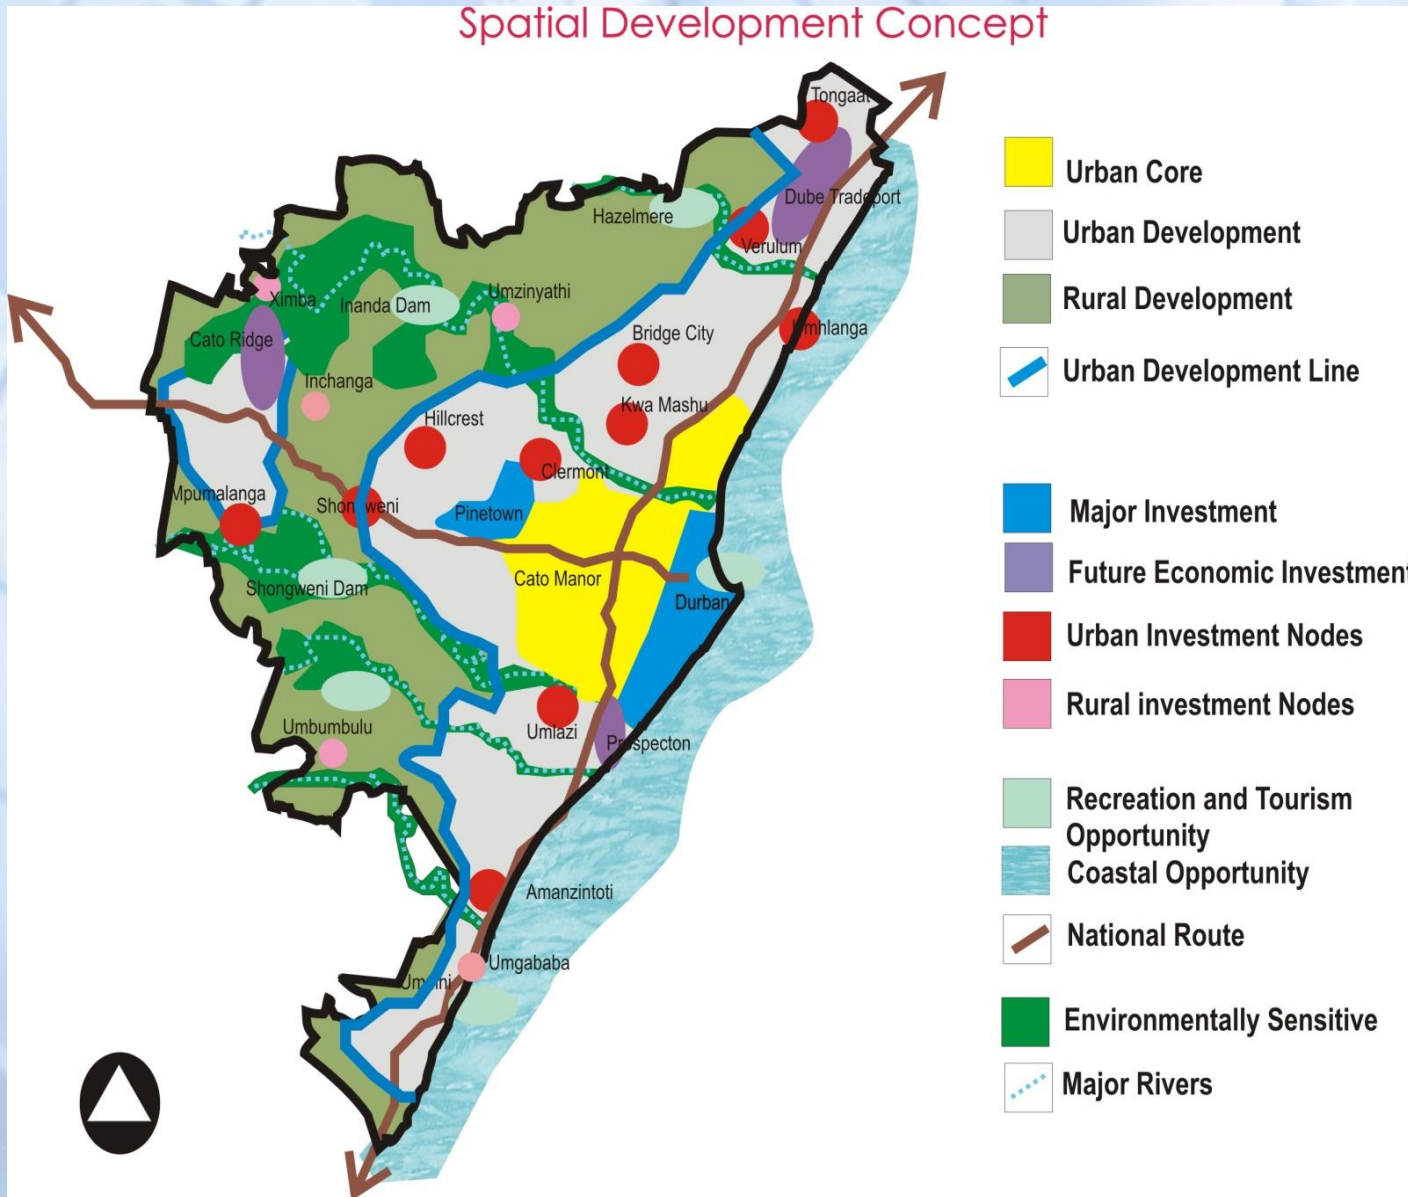 Spatial Development Concept
Tongaat
Dube Tradeport
Hazelmere
Verulum
Ximba
Inanda Dam
Umzinyathi
Umhlanga
Bridge City
Cato Ridge
Inchanga
Kwa Mashu
Hillcrest
Clermont
Mpumalanga
Shongweni
Pinetown
Cato Manor
Shongweni Dam
Durban
Umbumbulu
Umlazi
Prospecton
Amanzintoti
Umgababa
Urban Core
Urban Development
Rural Development
Urban Development Line
Major Investment
Future Economic Investment
Urban Investment Nodes
Rural investment Nodes
Recreation and Tourism
Opportunity
Coastal Opportunity
National Route
Environmentally Sensitive
Major Rivers